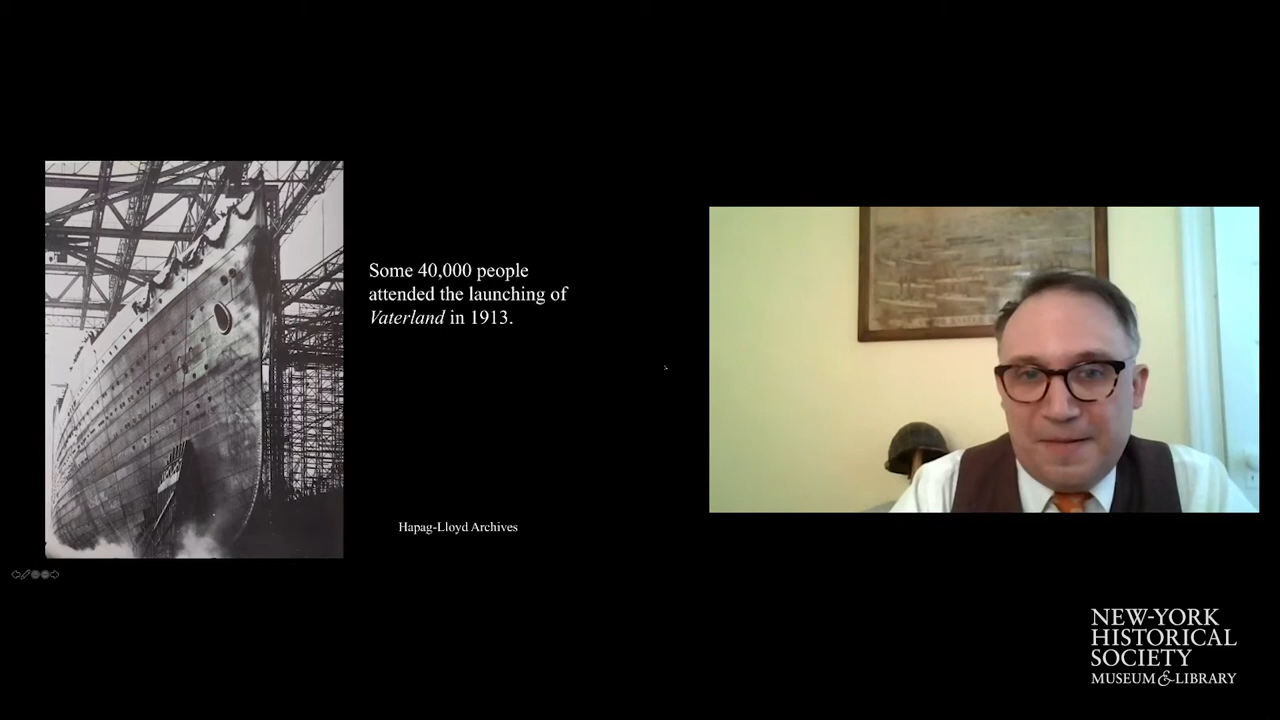 Some 40,000 people
attended the launching of
Vaterland in 1913.
Hapag-Lloyd Archives
NEW-YORK
HISTORICAL
SOCIETY
MUSEUM & LIBRARY